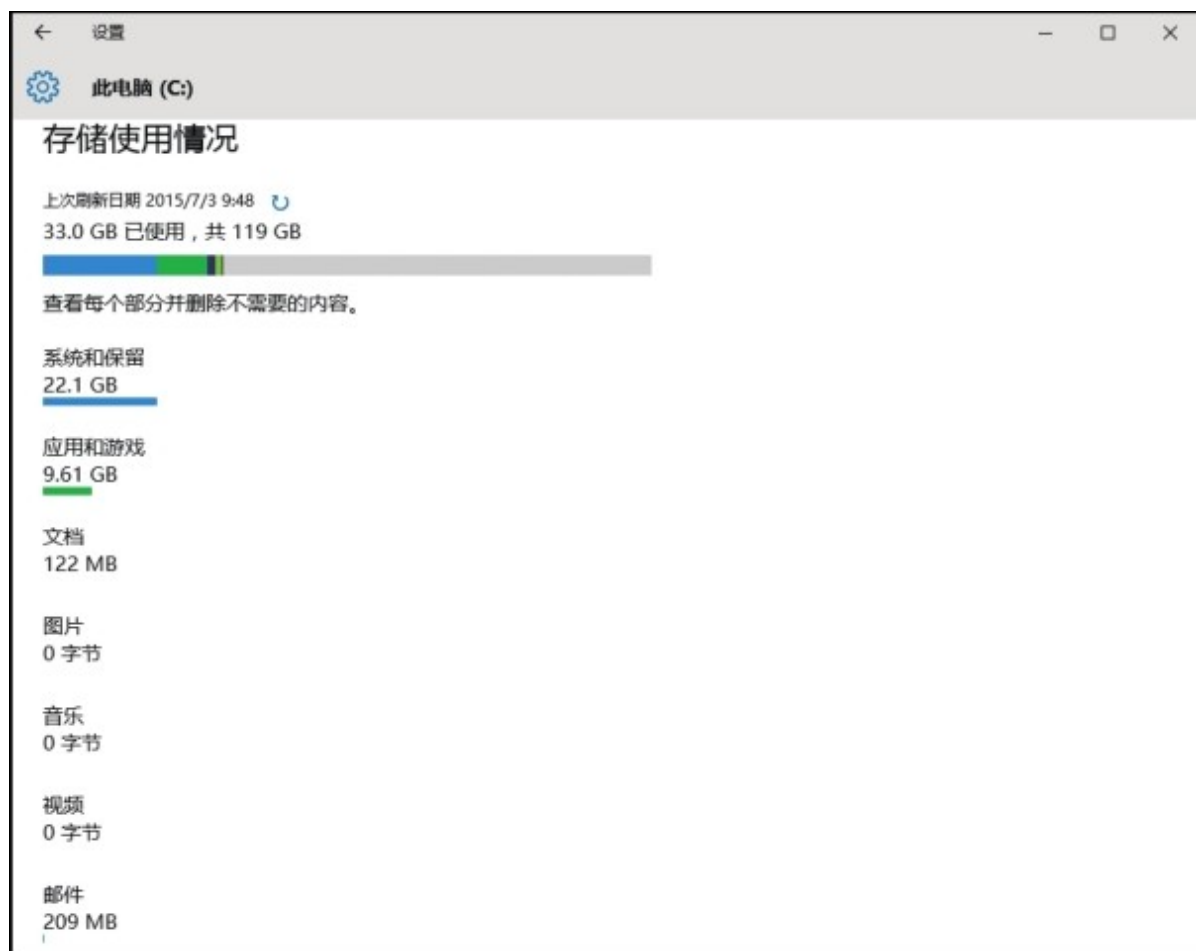 设置
此电脑 (C:)
存储使用情况
上次刷新日期 2015/7/3 9:48
33.0 GB 已使用，共 119 GB
查看每个部分并删除不需要的内容。
系统和保留
22.1 GB
应用和游戏
9.61 GB
文档
122 MB
图片
0 字节
音乐
0 字节
视频
0 字节
邮件
209 MB